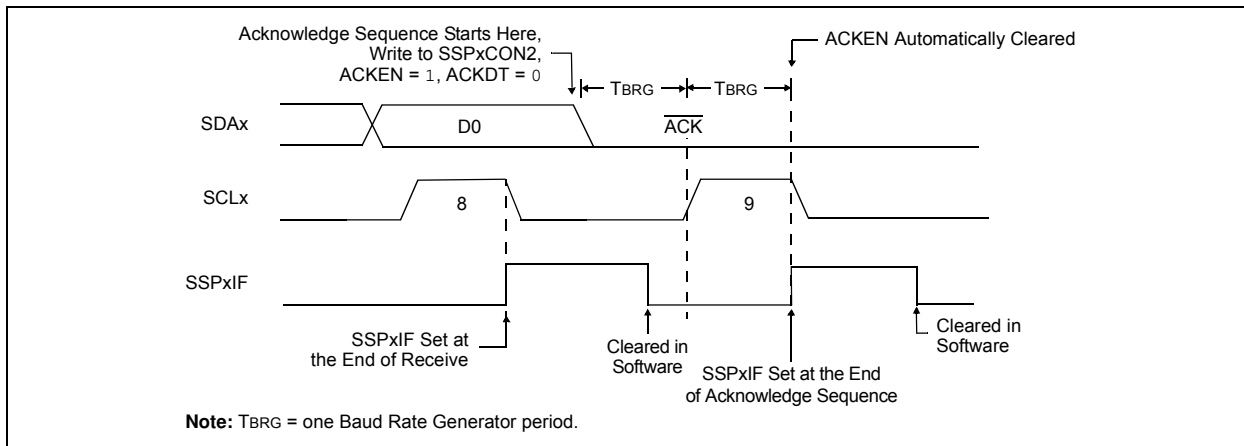 Acknowledge Sequence Starts Here,
Write to SSPxCON2,
ACKEN = 1, ACKDT = 0
ACKEN Automatically Cleared
TBRG
TBRG
SDAx
D0
ACK
SCLx
8
9
SSPxIF
SSPxIF Set at
the End of Receive
Cleared in
Software
SSPxIF Set at the End
of Acknowledge Sequence
Cleared in
Software
Note: TBRG = one Baud Rate Generator period.